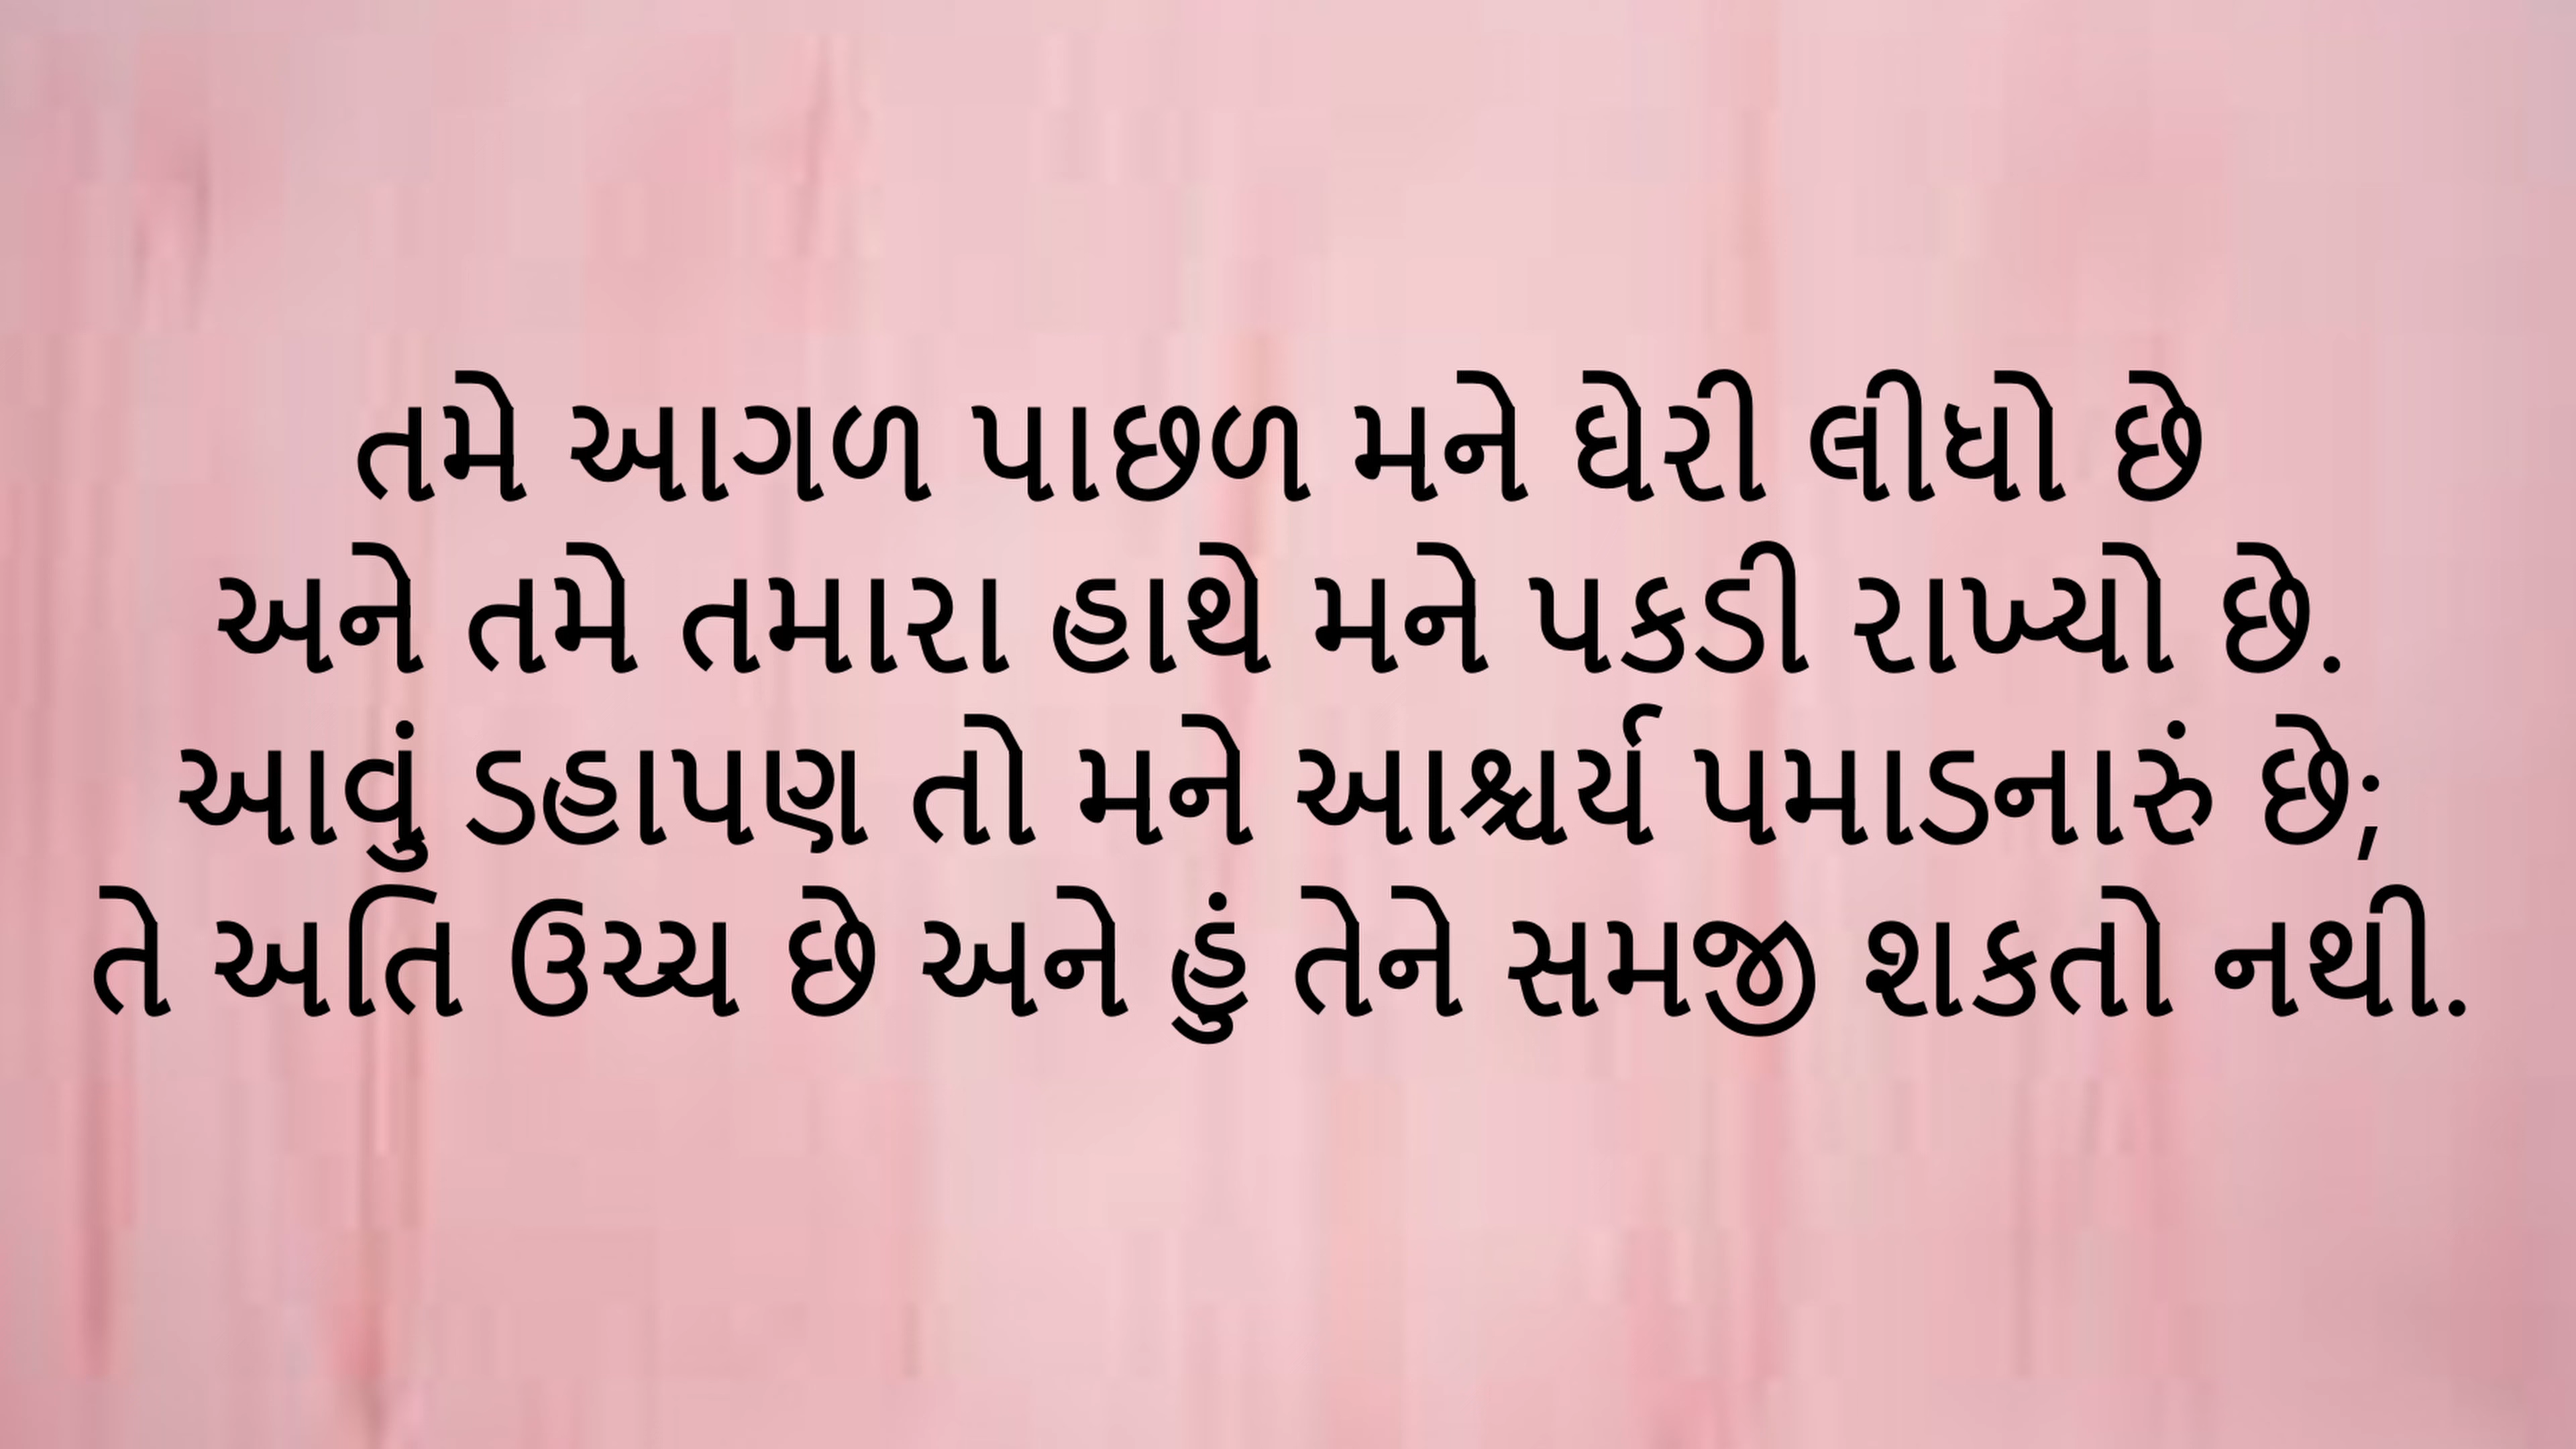 તમે આગળ પાછળ મને ઘેરી લીધો છે
અને તમે તમારા હાથે મને પકડી રાખ્યો છે.
આવું ડહાપણ તો મને આશ્ચર્ય પમાડનારું છે;
તે અતિ ઉચ્ચ છે અને હું તેને સમજી શકતો નથી.